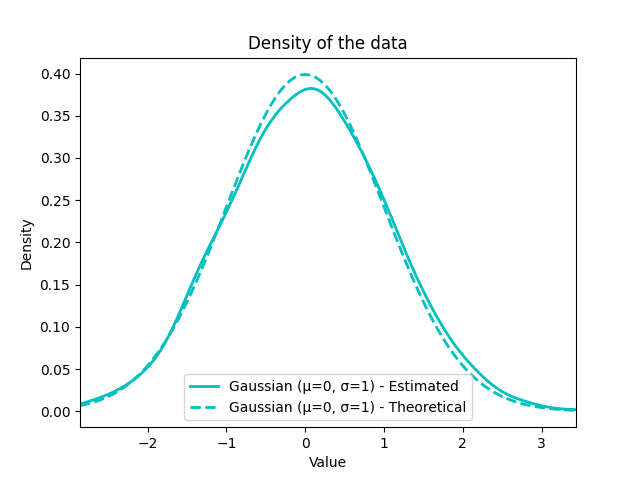 Density of the data
0.40
0.35
0.30
0.25
0.20
0.15
0.10
0.05
0.00
Density
Gaussian (μ=0, σ=1) - Estimated
Gaussian (μ=0, σ=1) - Theoretical
−2 −1 0 1 2 3
Value